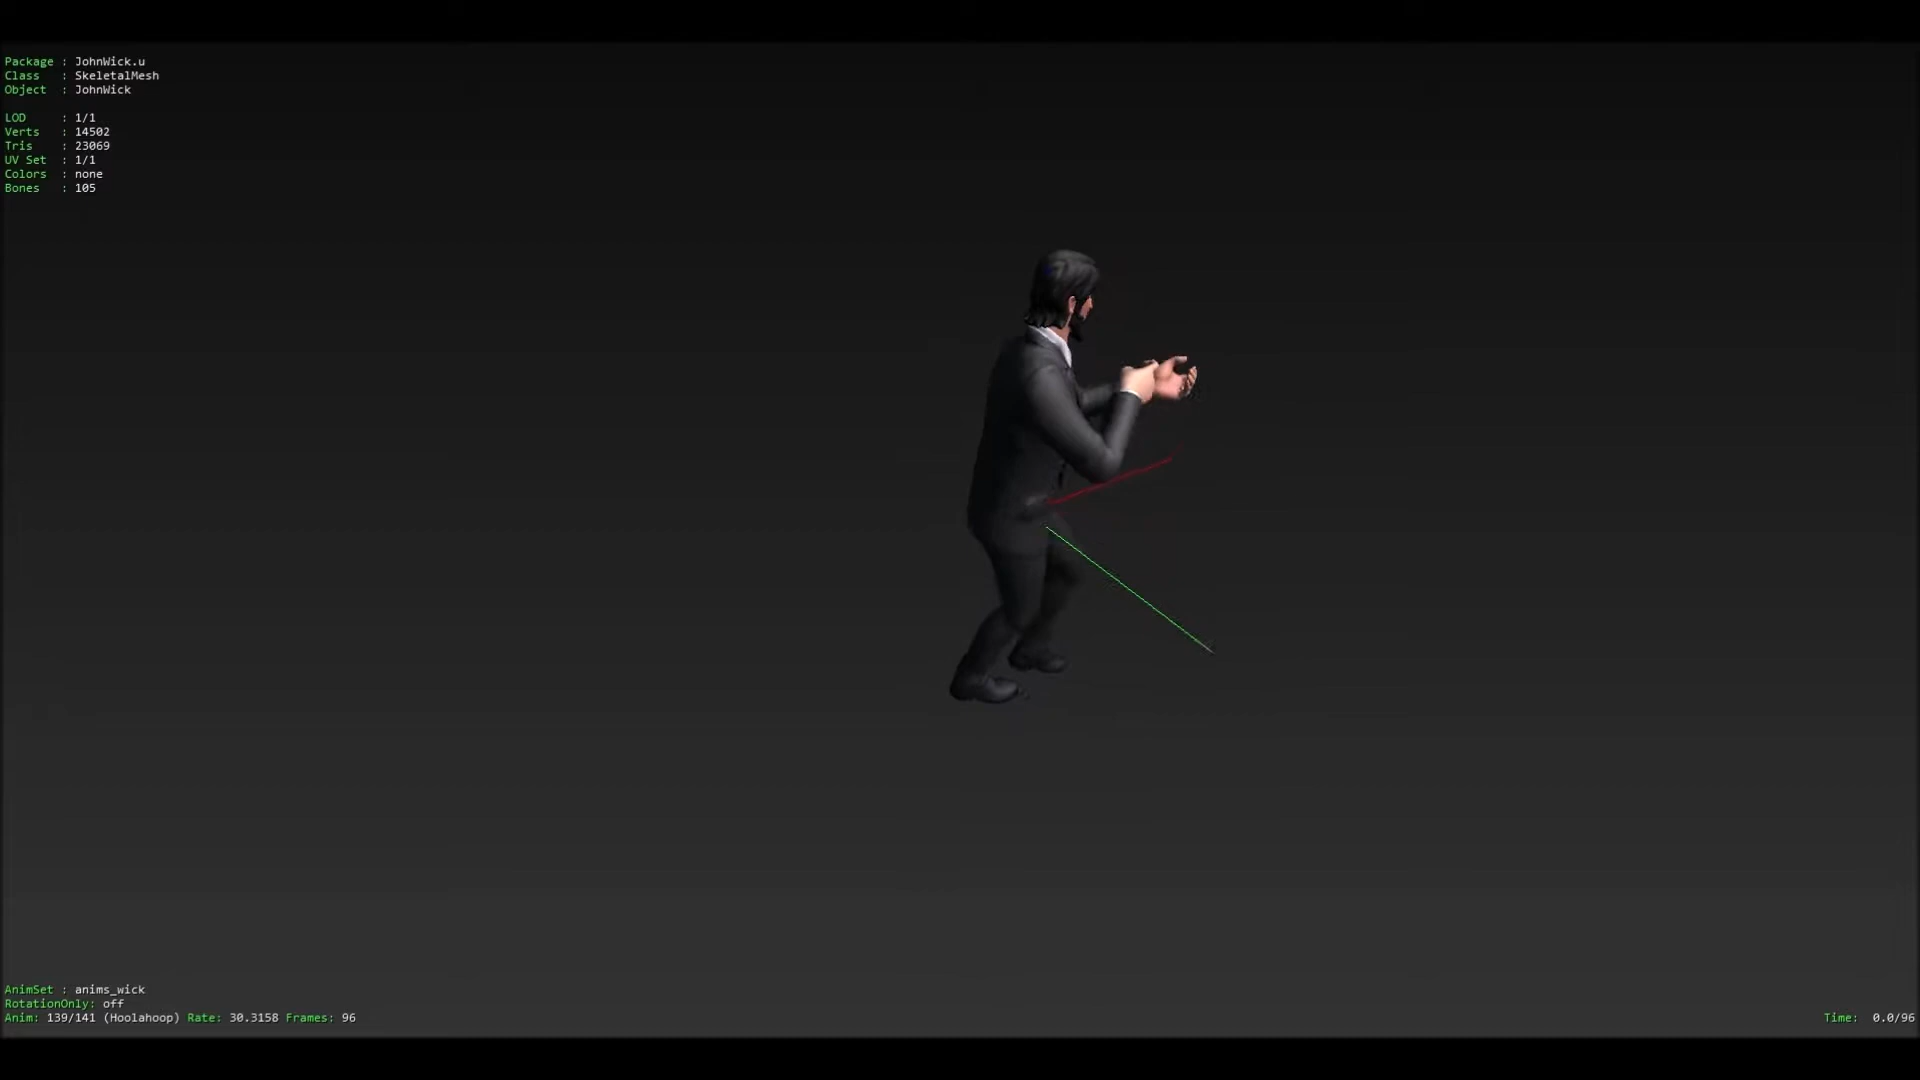 Package : JohnWick.u
Class : SkeletalMesh
Object : JohnWick
LOD : 1/1
Verts : 14502
Tris : 23069
UV Set : 1/1
Colors : none
Bones : 105
AnimSet : anims_wick
RotationOnly: off
Anim: 139/141 (Hoolahoop) Rate: 30.3158 Frames: 96
Time: 0.0/96